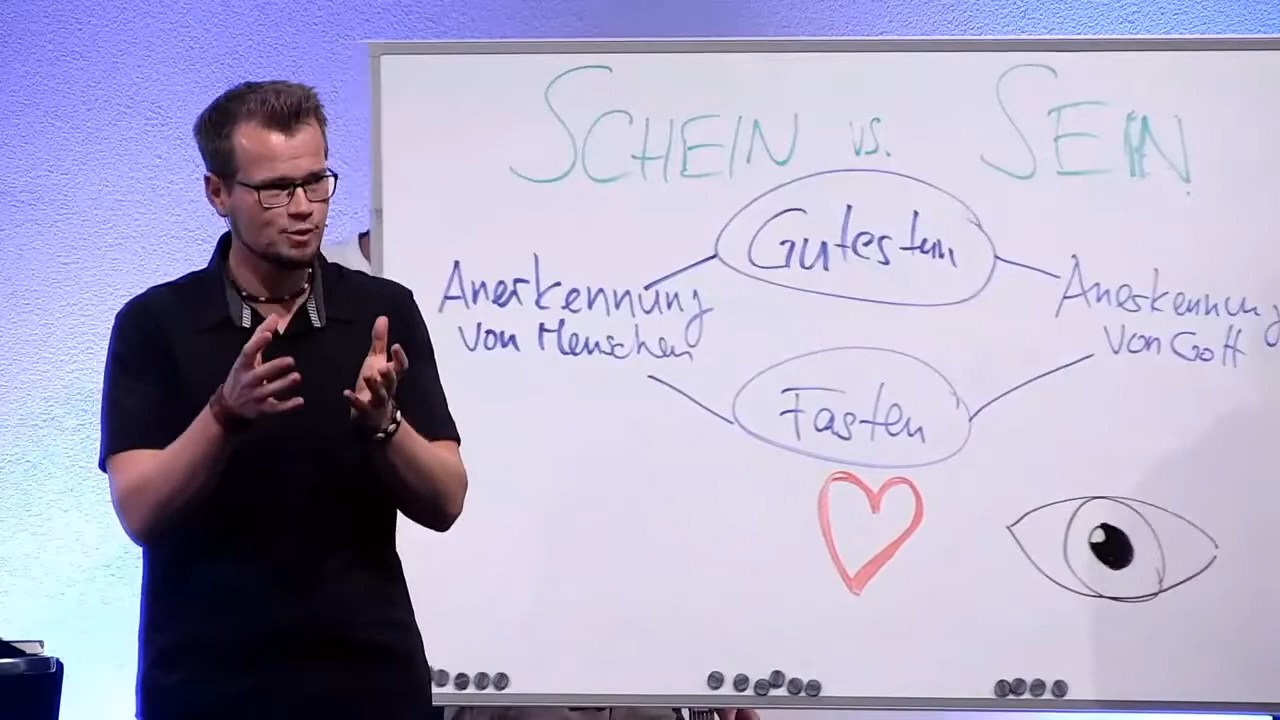 SCHEIN vs. SEIN
Gutes tun
Anerkennung
von Menschen
Anerkennung
von Gott
Fasten